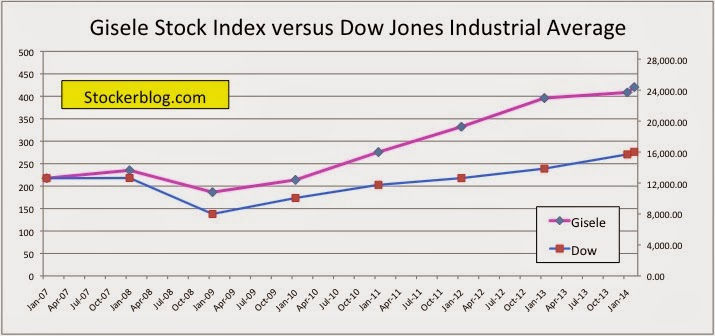 Gisele Stock Index versus Dow Jones Industrial Average
500
450
400
350
300
250
200
150
100
50
0
Stockerblog.com
28,000.00
24,000.00
20,000.00
16,000.00
12,000.00
8,000.00
4,000.00
0.00
Gisele
Dow
Jan-07
Apr-07
Jul-07
Oct-07
Jan-08
Apr-08
Jul-08
Oct-08
Jan-09
Apr-09
Jul-09
Oct-09
Jan-10
Apr-10
Jul-10
Oct-10
Jan-11
Apr-11
Jul-11
Oct-11
Jan-12
Apr-12
Jul-12
Oct-12
Jan-13
Apr-13
Jul-13
Oct-13
Jan-14